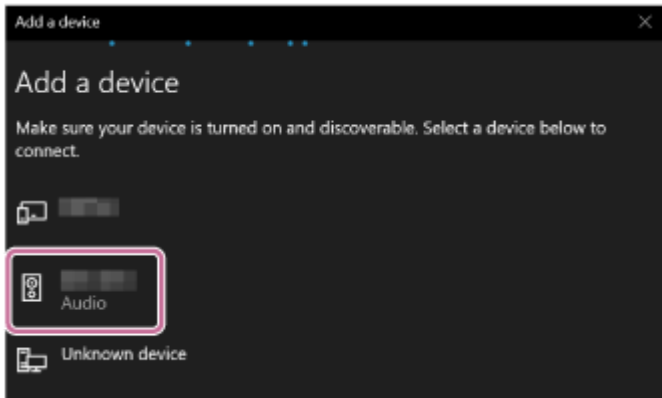 Add a device
Add a device
Make sure your device is turned on and discoverable. Select a device below to
connect.
Audio
Unknown device